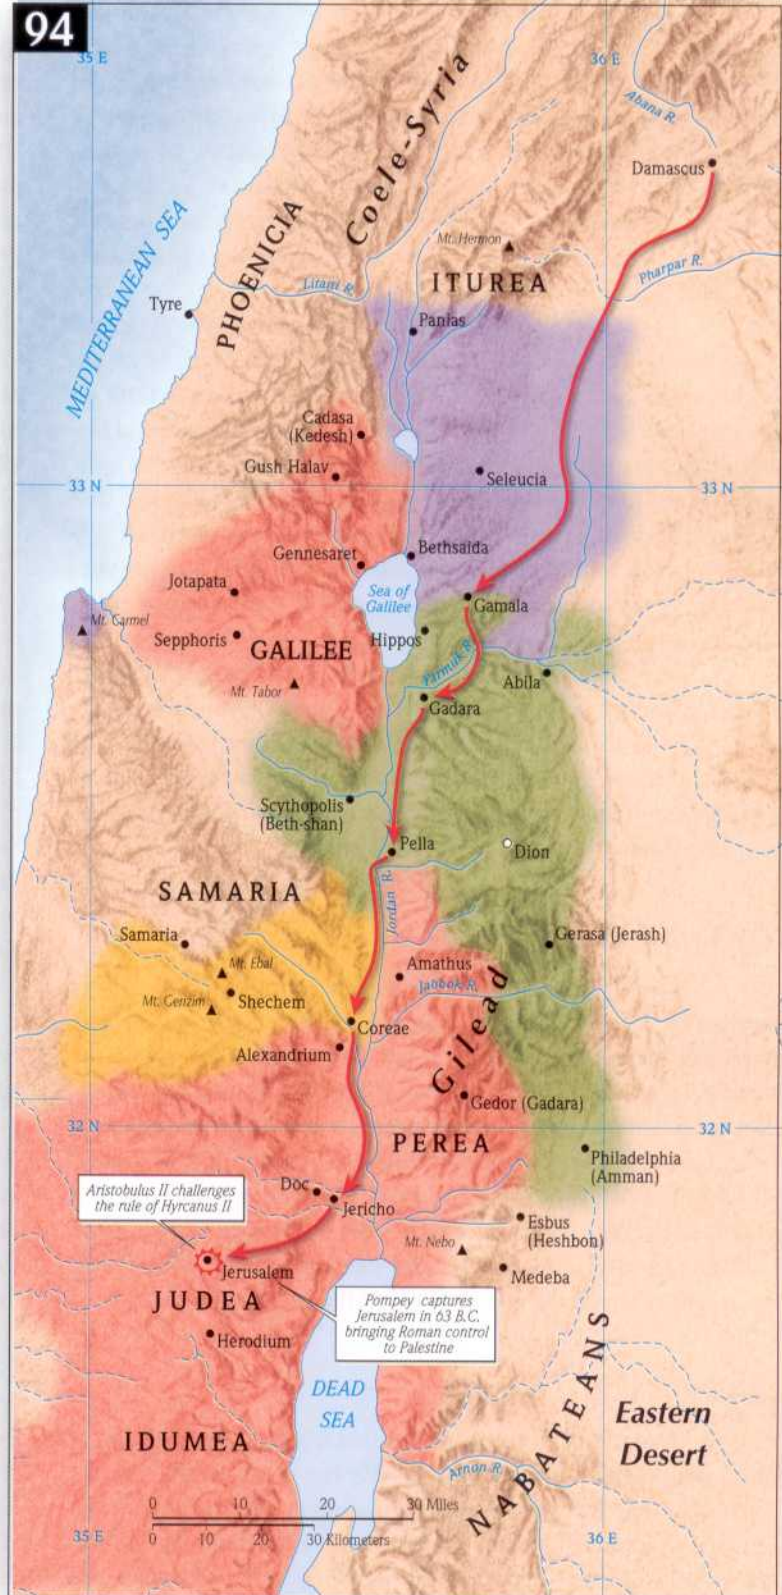 94
35 E
36 E
Abana R.
Coele-Syria
Damascus
MEDITERRANEAN SEA
PHOENICIA
Mt. Hermon
Pharpar R.
ITUREA
Litani R.
Tyre
Panias
Cadasa
(Kedesh)
Gush Halav
Seleucia
33 N
33 N
Gennesaret
Bethsaida
Jotapata
Sea of
Galilee
Gamala
Mt. Carmel
Sepphoris
GALILEE
Hippos
Yarmuk R.
Abila
Mt. Tabor
Gadara
Scythopolis
(Beth-shan)
Pella
Dion
SAMARIA
Jordan R.
Samaria
Gerasa (Jerash)
Mt. Ebal
Amathus
Mt. Gerizim
Shechem
Jabbok R.
Gilead
Coreae
Alexandrium
Gedor (Gadara)
32 N
32 N
PEREA
Philadelphia
(Amman)
Aristobulus II challenges
the rule of Hyrcanus II
Doc
Jericho
Esbus
(Heshbon)
Mt. Nebo
Jerusalem
Medeba
JUDEA
Pompey captures
Jerusalem in 63 B.C.
bringing Roman control
to Palestine
Herodium
DEAD
SEA
NABATEANS
Eastern
Desert
IDUMEA
Arnon R.
0 10 20 30 Miles
0 10 20 30 Kilometers
35 E
36 E